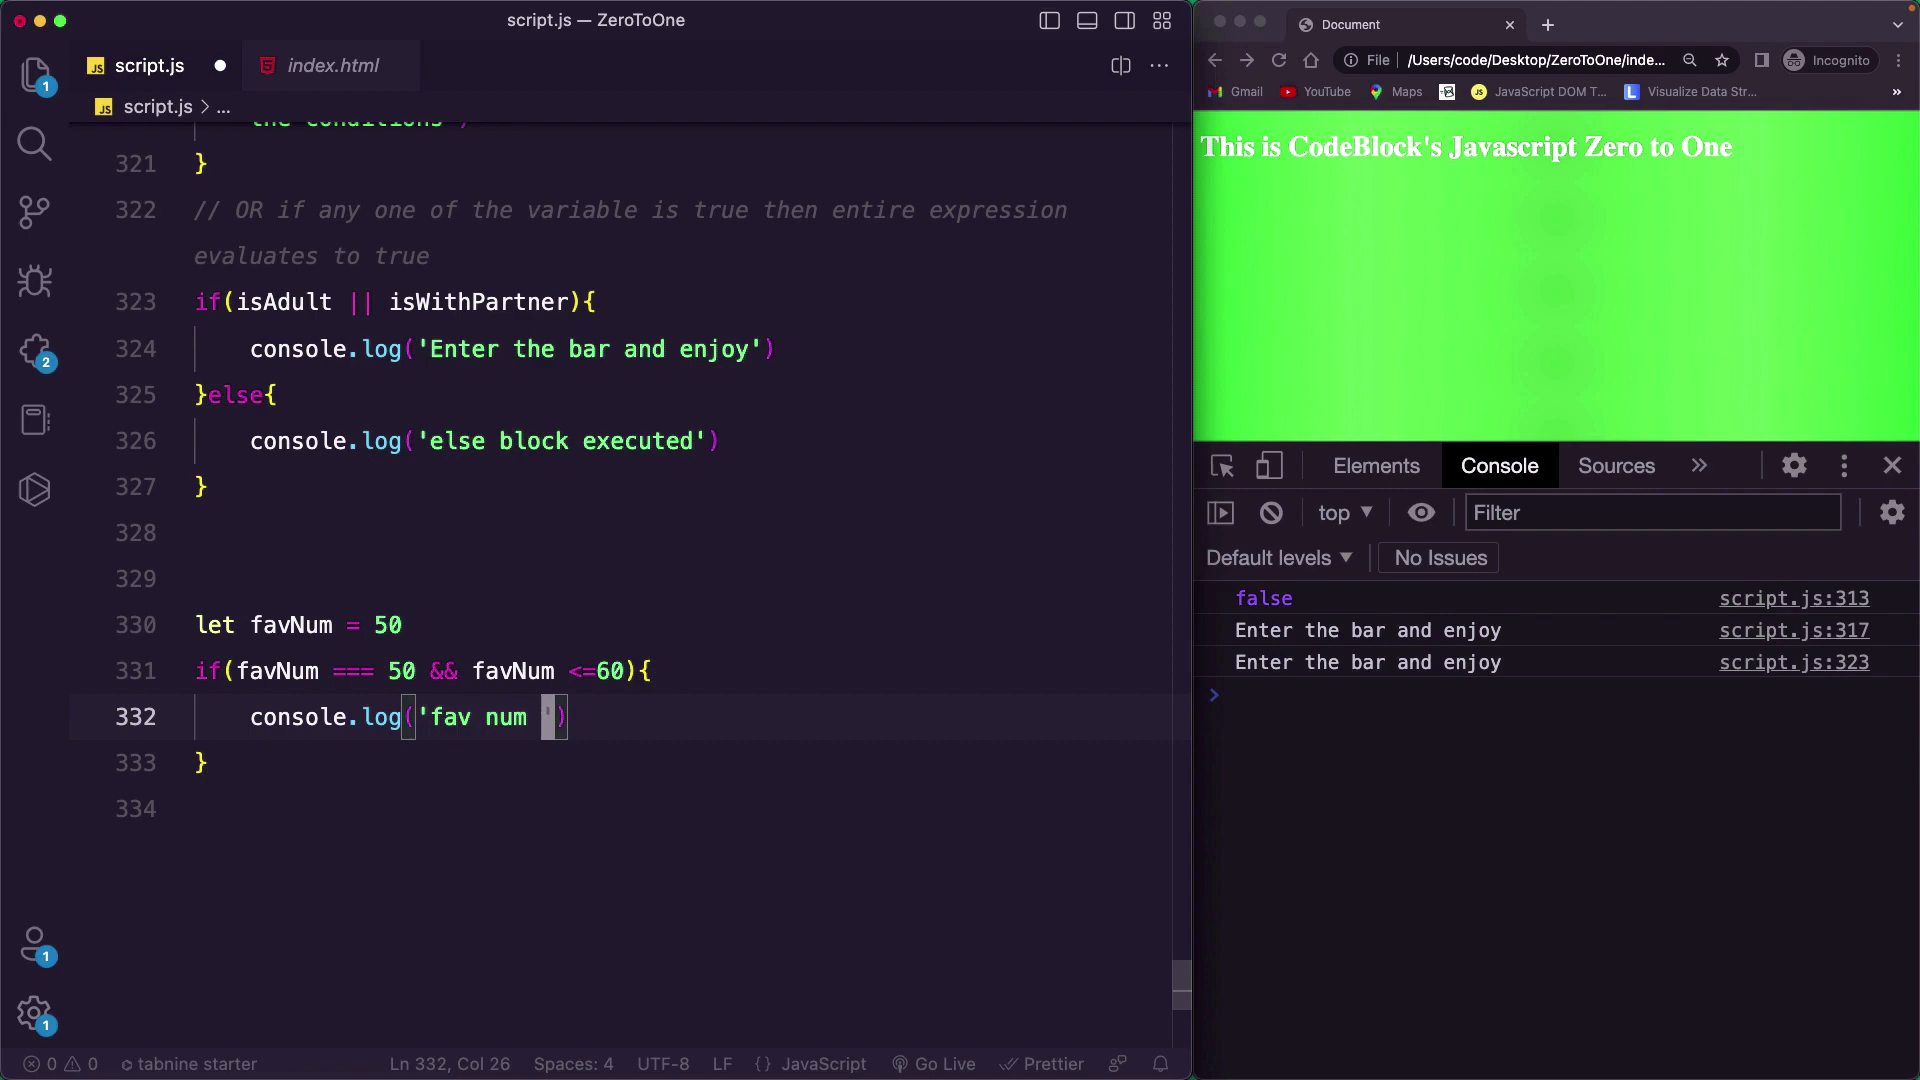 script.js — ZeroToOne
script.js
index.html
script.js > ...
the conditions')
321 }
322 // OR if any one of the variable is true then entire expression
evaluates to true
323 if(isAdult || isWithPartner){
324 console.log('Enter the bar and enjoy')
325 }else{
326 console.log('else block executed')
327 }
328
329
330 let favNum = 50
331 if(favNum === 50 && favNum <=60){
332 console.log('fav num ')
333 }
334
1
2
1
1
0 0 tabnine starter Ln 332, Col 26 Spaces: 4 UTF-8 LF {} JavaScript Go Live Prettier
Document
File /Users/code/Desktop/ZeroToOne/inde... Incognito
Gmail YouTube Maps JS JavaScript DOM T... L Visualize Data Str... »
This is CodeBlock's Javascript Zero to One
Elements Console Sources »
top Filter
Default levels No Issues
false script.js:313
Enter the bar and enjoy script.js:317
Enter the bar and enjoy script.js:323
>